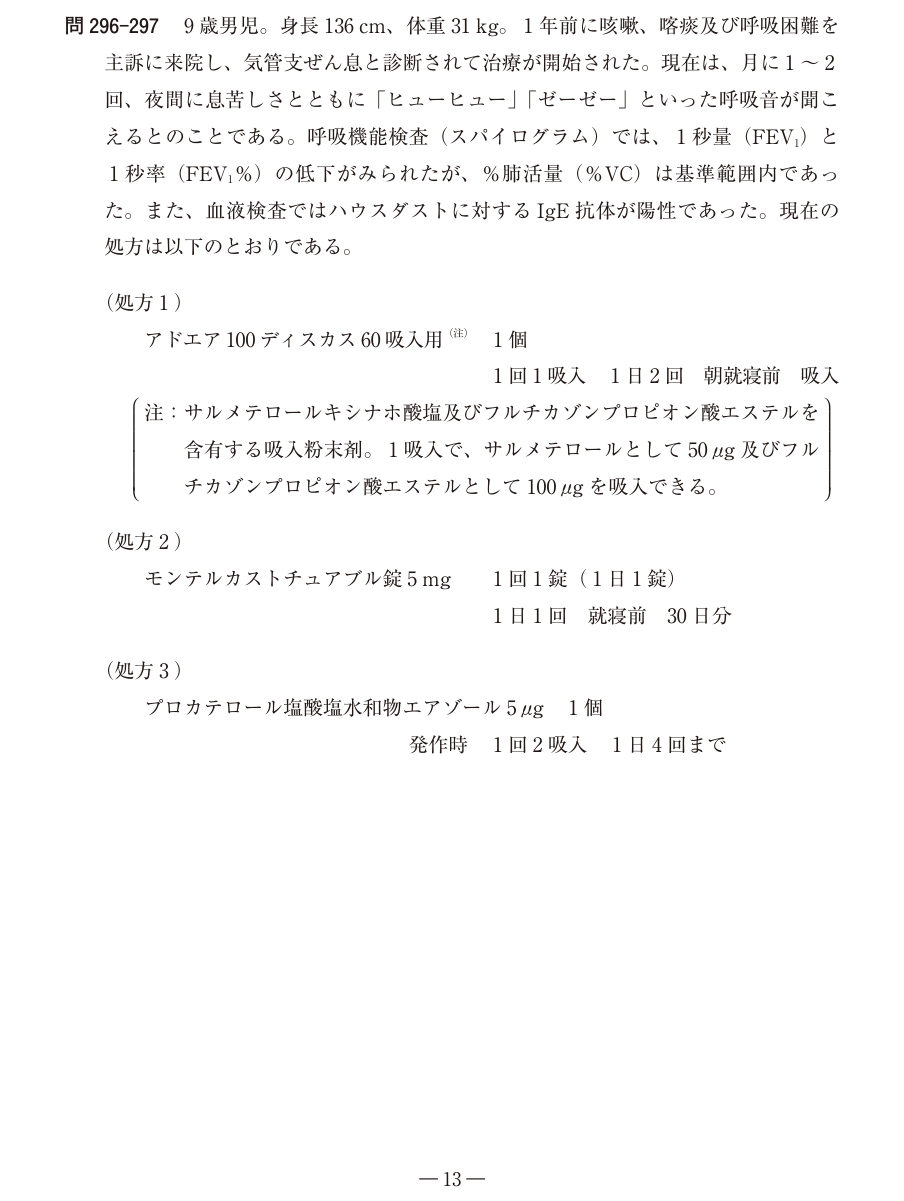 問 296−297　9 歳男児。身長 136 cm、体重 31 kg。1 年前に咳嗽、喀痰及び呼吸困難を
主訴に来院し、気管支ぜん息と診断されて治療が開始された。現在は、月に 1 〜 2
回、夜間に息苦しさとともに「ヒューヒュー」「ゼーゼー」といった呼吸音が聞こ
えるとのことである。呼吸機能検査（スパイログラム）では、1 秒量（FEV₁）と
1 秒率（FEV₁％）の低下がみられたが、％肺活量（％VC）は基準範囲内であっ
た。また、血液検査ではハウスダストに対する IgE 抗体が陽性であった。現在の
処方は以下のとおりである。
（処方 1 ）
アドエア 100 ディスカス 60 吸入用（注）　1 個
1 回 1 吸入　1 日 2 回　朝就寝前　吸入
注：サルメテロールキシナホ酸塩及びフルチカゾンプロピオン酸エステルを
含有する吸入粉末剤。1 吸入で、サルメテロールとして 50 μg 及びフル
チカゾンプロピオン酸エステルとして 100 μg を吸入できる。
（処方 2 ）
モンテルカストチュアブル錠 5 mg　1 回 1 錠（ 1 日 1 錠）
1 日 1 回　就寝前　30 日分
（処方 3 ）
プロカテロール塩酸塩水和物エアゾール 5 μg　1 個
発作時　1 回 2 吸入　1 日 4 回まで
― 13 ―